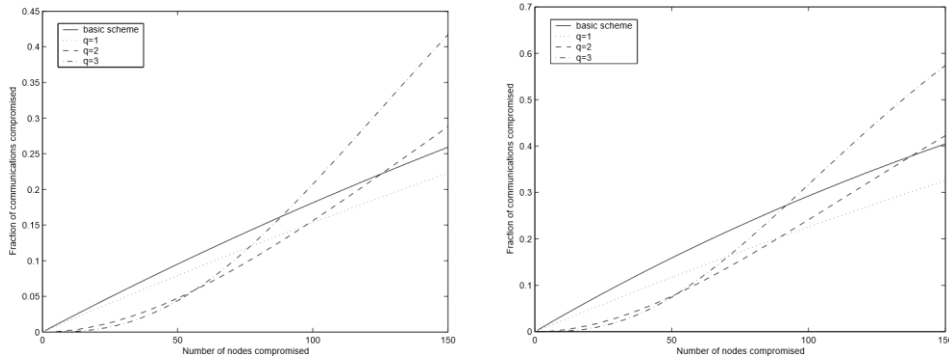 0.45
0.4
0.35
0.3
0.25
0.2
0.15
0.1
0.05
0
0 50 100 150
Fraction of communications compromised
Number of nodes compromised
basic scheme
q=1
q=2
q=3
0.7
0.6
0.5
0.4
0.3
0.2
0.1
0
0 50 100 150
Fraction of communications compromised
Number of nodes compromised
basic scheme
q=1
q=2
q=3